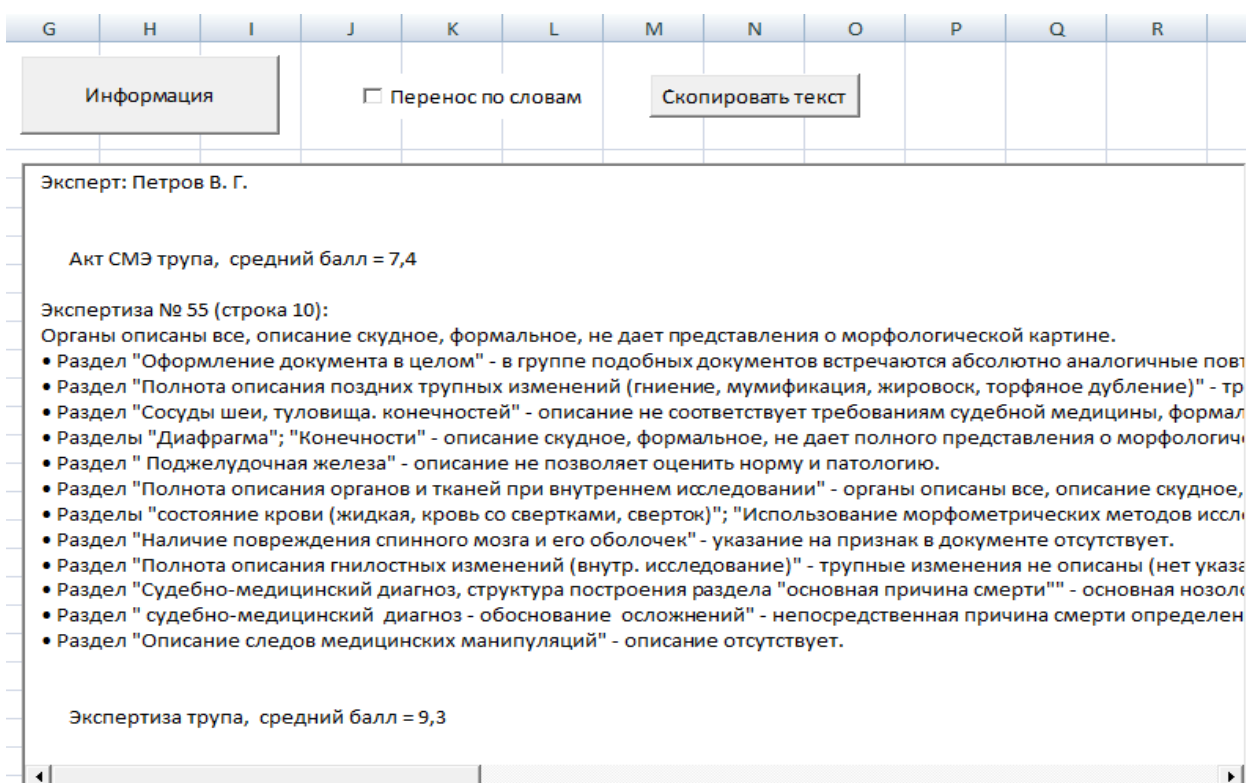 G H I J K L M N O P Q R
Информация
Перенос по словам
Скопировать текст
Эксперт: Петров В. Г.
Акт СМЭ трупа, средний балл = 7,4
Экспертиза № 55 (строка 10):
Органы описаны все, описание скудное, формальное, не дает представления о морфологической картине.
• Раздел "Оформление документа в целом" - в группе подобных документов встречаются абсолютно аналогичные
• Раздел "Полнота описания поздних трупных изменений (гниение, мумификация, жировоск, торфяное дубление)" -
• Раздел "Сосуды шеи, туловища. конечностей" - описание не соответствует требованиям судебной медицины,
• Разделы "Диафрагма"; "Конечности" - описание скудное, формальное, не дает полного представления о
• Раздел " Поджелудочная железа" - описание не позволяет оценить норму и патологию.
• Раздел "Полнота описания органов и тканей при внутреннем исследовании" - органы описаны все, описание скудное,
• Разделы "состояние крови (жидкая, кровь со свертками, сверток)"; "Использование морфометрических методов
• Раздел "Наличие повреждения спинного мозга и его оболочек" - указание на признак в документе отсутствует.
• Раздел "Полнота описания гнилостных изменений (внутр. исследование)" - трупные изменения не описаны (нет
• Раздел "Судебно-медицинский диагноз, структура построения раздела "основная причина смерти"" - основная
• Раздел " судебно-медицинский диагноз - обоснование осложнений" - непосредственная причина смерти
• Раздел "Описание следов медицинских манипуляций" - описание отсутствует.
Экспертиза трупа, средний балл = 9,3